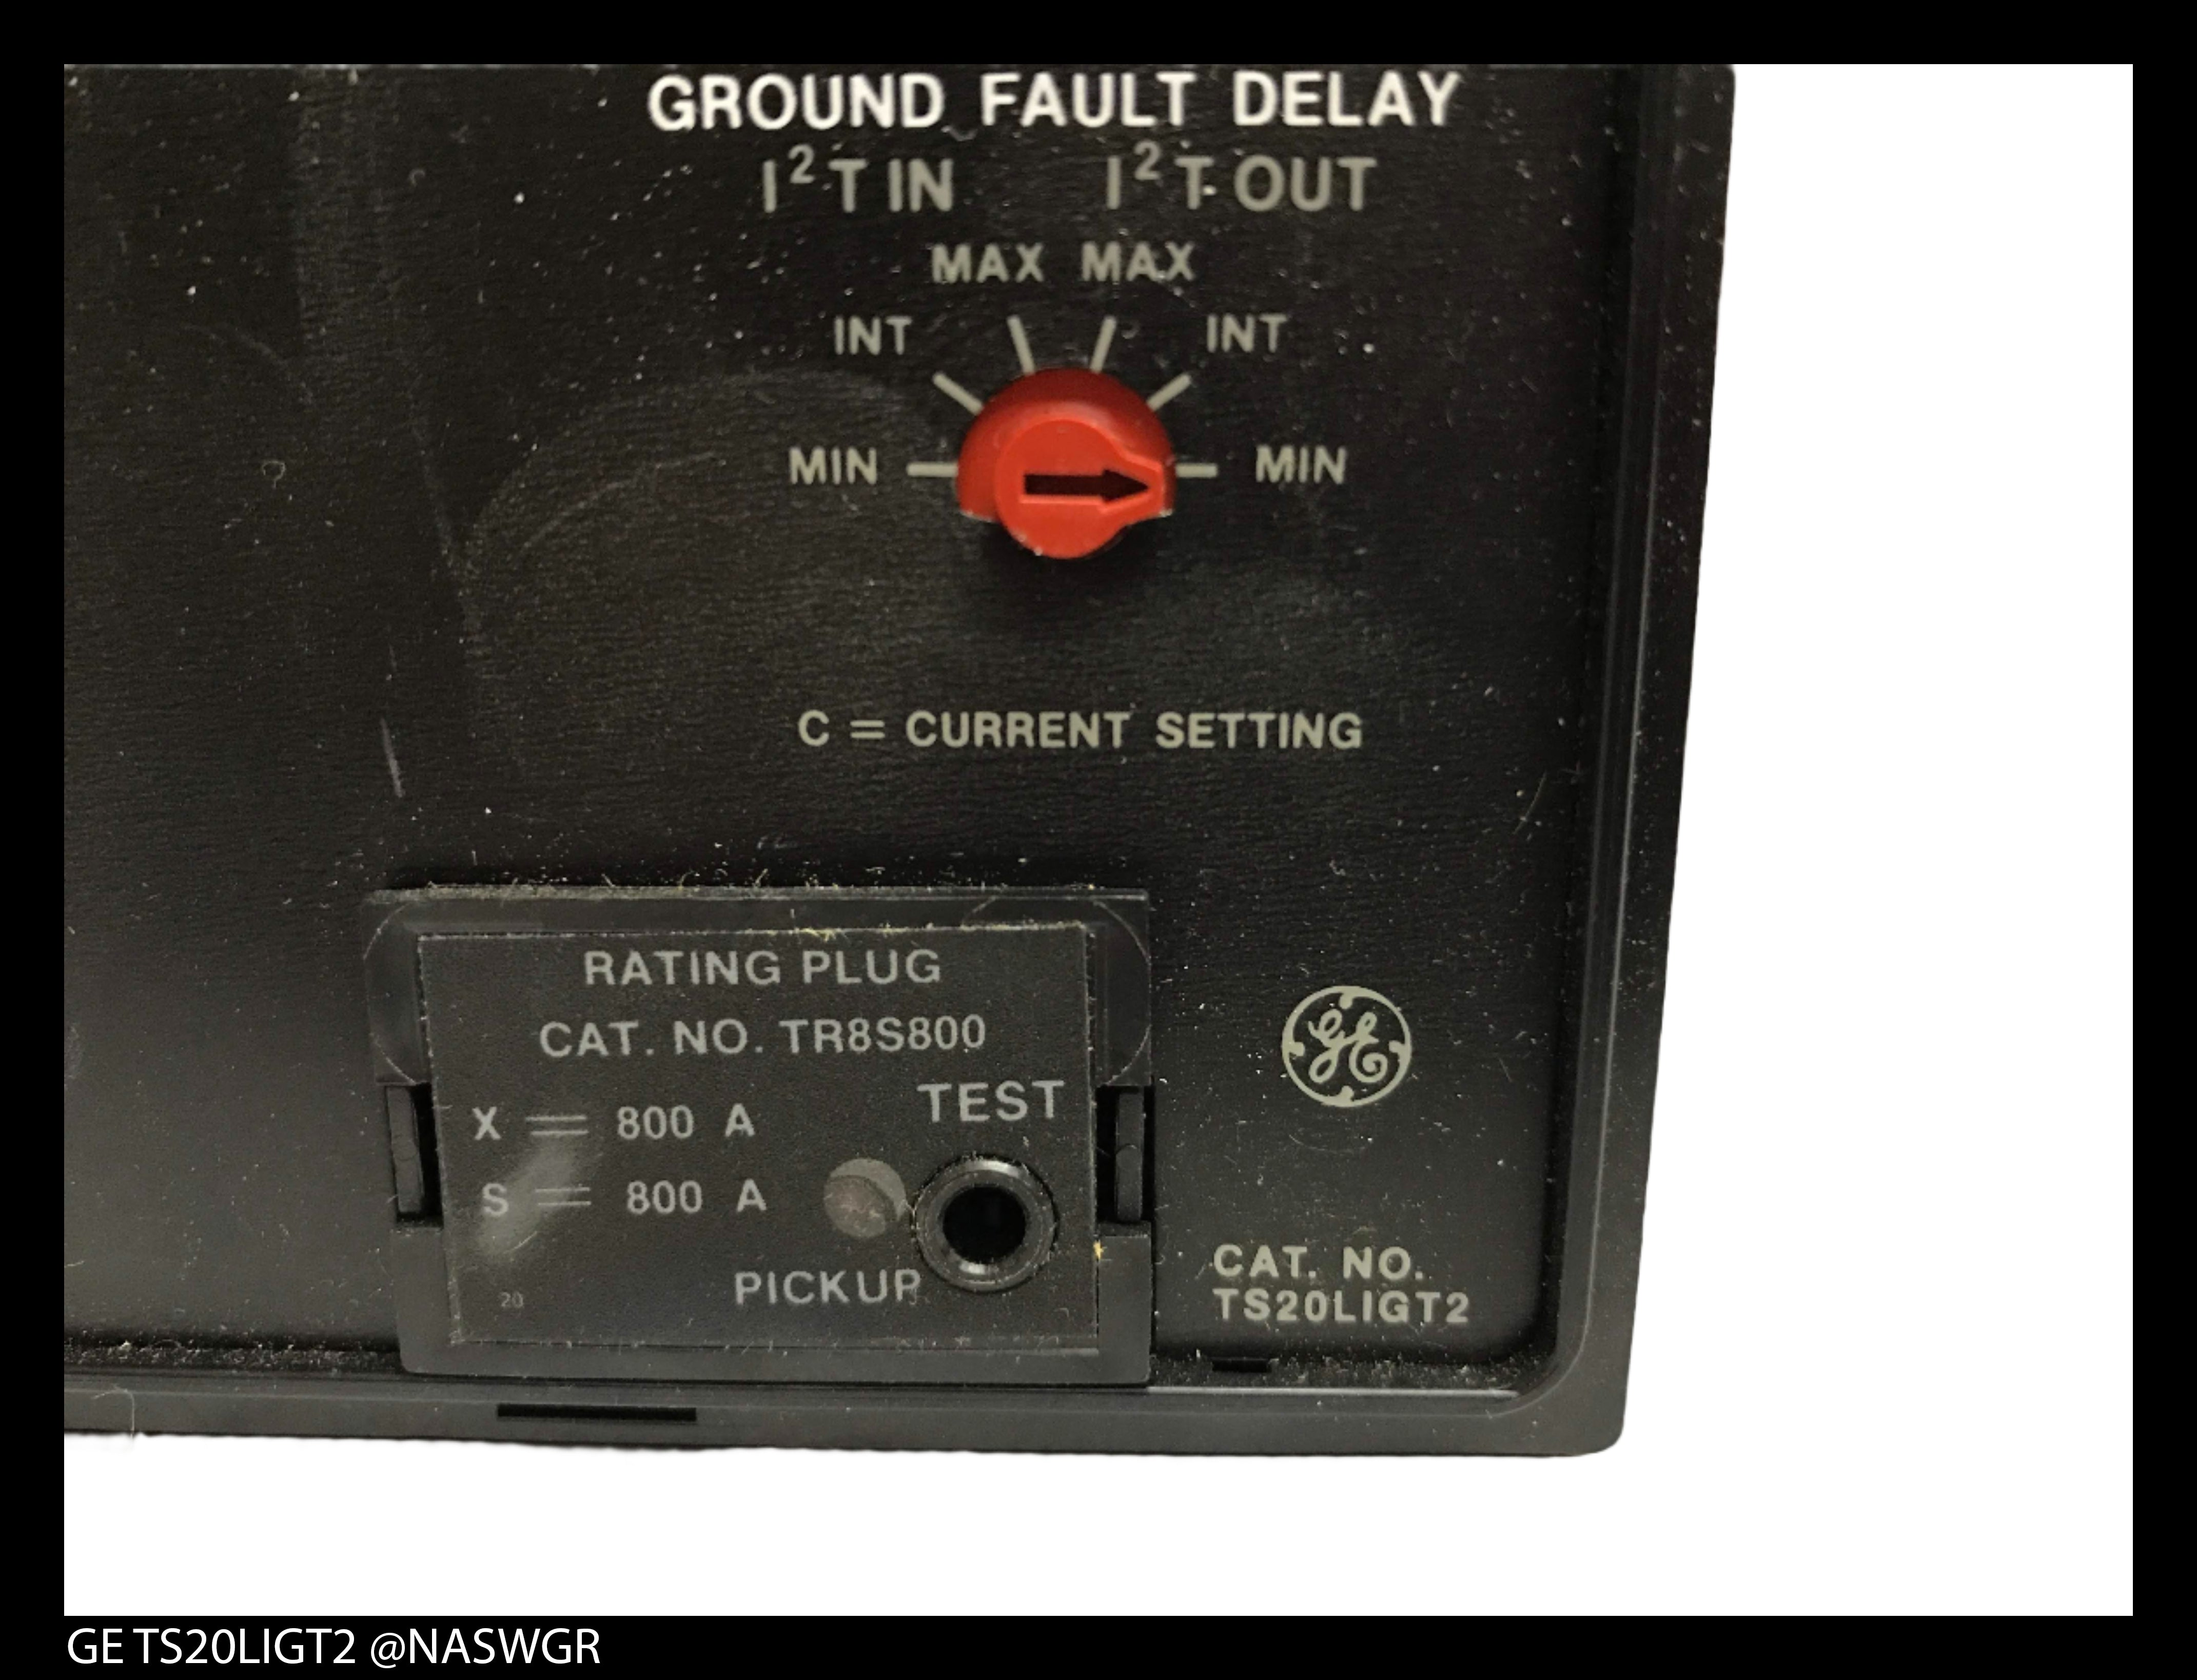 GROUND FAULT DELAY
I²T IN I²T OUT
MAX MAX
INT INT
MIN MIN
C = CURRENT SETTING
RATING PLUG
CAT. NO. TR8S800
TEST
X = 800 A
S = 800 A
PICKUP
20
GE
CAT. NO.
TS20LIGT2
GE TS20LIGT2 @NASWGR